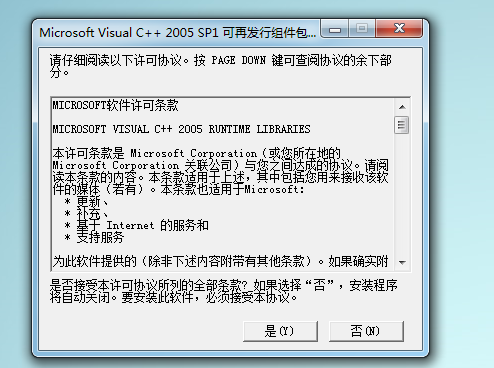 Microsoft Visual C++ 2005 SP1 可再发行组件包...
请仔细阅读以下许可协议。按 PAGE DOWN 键可查阅协议的余下部
分。
MICROSOFT软件许可条款
MICROSOFT VISUAL C++ 2005 RUNTIME LIBRARIES
本许可条款是 Microsoft Corporation（或您所在地的
Microsoft Corporation 关联公司）与您之间达成的协议。请阅
读本条款的内容。本条款适用于上述，其中包括您用来接收该软
件的媒体（若有）。本条款也适用于Microsoft:
* 更新、
* 补充、
* 基于 Internet 的服务和
* 支持服务
为此软件提供的（除非下述内容附带有其他条款）。如果确实附
是否接受本许可协议所列的全部条款？如果选择“否”，安装程序
将自动关闭。要安装此软件，必须接受本协议。
是(Y)
否(N)